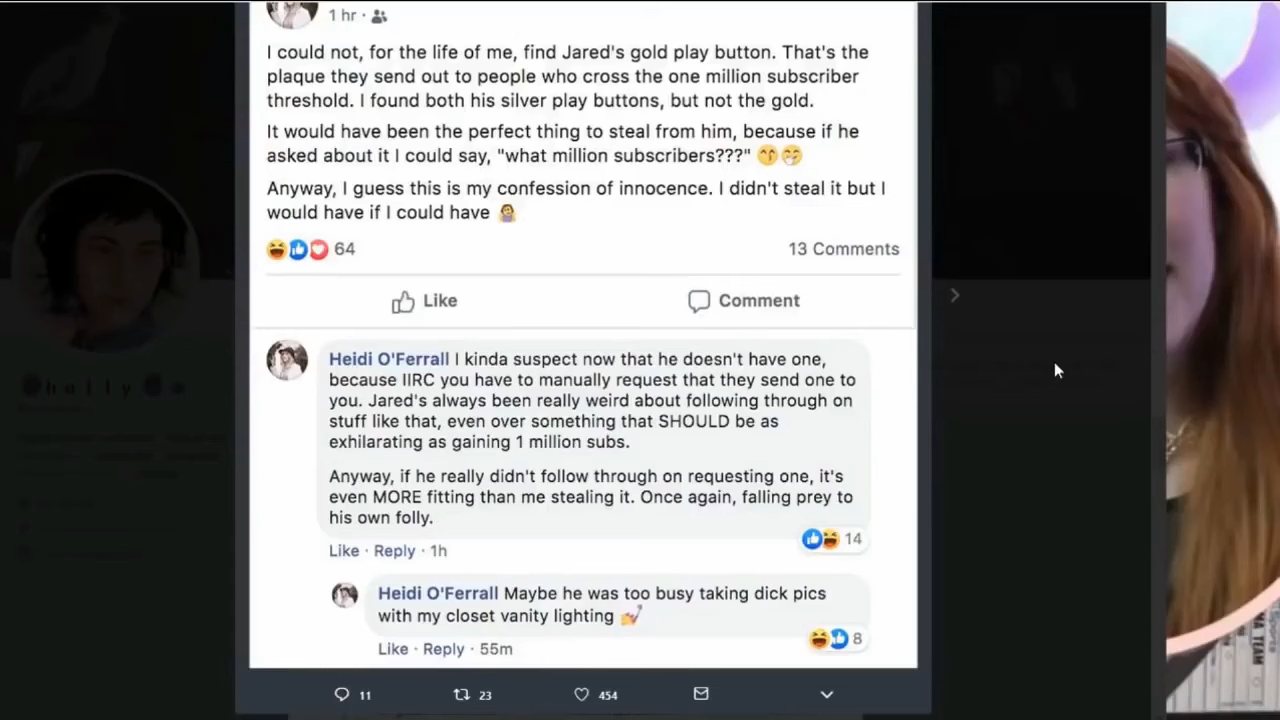 1 hr ·
I could not, for the life of me, find Jared's gold play button. That's the
plaque they send out to people who cross the one million subscriber
threshold. I found both his silver play buttons, but not the gold.
It would have been the perfect thing to steal from him, because if he
asked about it I could say, "what million subscribers???" 😙😁
Anyway, I guess this is my confession of innocence. I didn't steal it but I
would have if I could have 🤷‍♀️
64
13 Comments
Like
Comment
Heidi O'Ferrall I kinda suspect now that he doesn't have one,
because IIRC you have to manually request that they send one to
you. Jared's always been really weird about following through on
stuff like that, even over something that SHOULD be as
exhilarating as gaining 1 million subs.
Anyway, if he really didn't follow through on requesting one, it's
even MORE fitting than me stealing it. Once again, falling prey to
his own folly.
14
Like · Reply · 1h
Heidi O'Ferrall Maybe he was too busy taking dick pics
with my closet vanity lighting 💅
8
Like · Reply · 55m
11
23
454
holly
TEAM